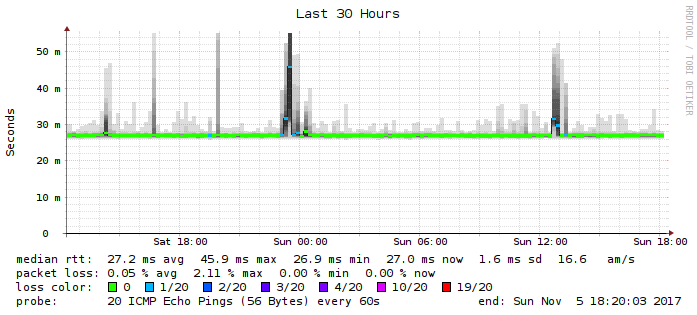 Last 30 Hours
RRDTOOL / TOBI OETIKER
Seconds
50 m
40 m
30 m
20 m
10 m
0
Sat 18:00 Sun 00:00 Sun 06:00 Sun 12:00 Sun 18:00
median rtt: 27.2 ms avg 45.9 ms max 26.9 ms min 27.0 ms now 1.6 ms sd 16.6 am/s
packet loss: 0.05 % avg 2.11 % max 0.00 % min 0.00 % now
loss color: 0 1/20 2/20 3/20 4/20 10/20 19/20
probe: 20 ICMP Echo Pings (56 Bytes) every 60s end: Sun Nov 5 18:20:03 2017